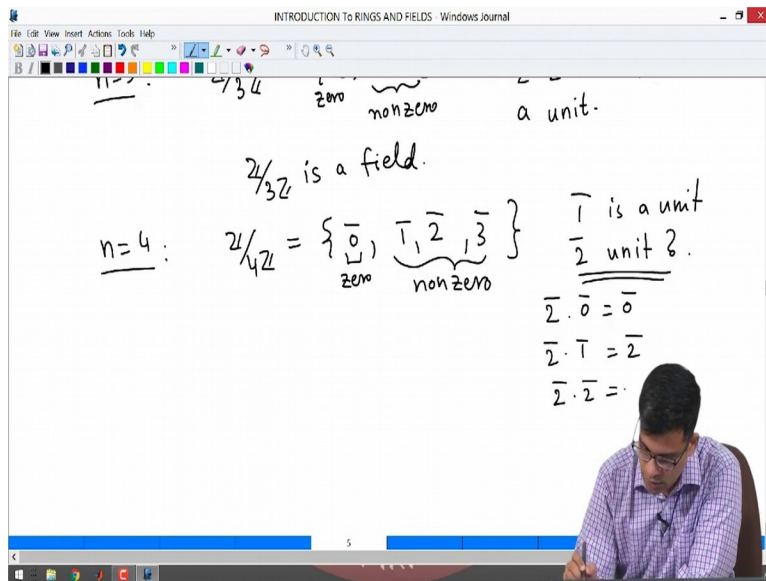 INTRODUCTION To RINGS AND FIELDS - Windows Journal
File Edit View Insert Actions Tools Help
B I
zero nonzero a unit.
ℤ/3ℤ is a field.
n=4: ℤ/4ℤ = { 0̄, 1̄, 2̄, 3̄ } 1̄ is a unit
zero nonzero 2̄ unit?
2̄ . 0̄ = 0̄
2̄ . 1̄ = 2̄
2̄ . 2̄ =
5